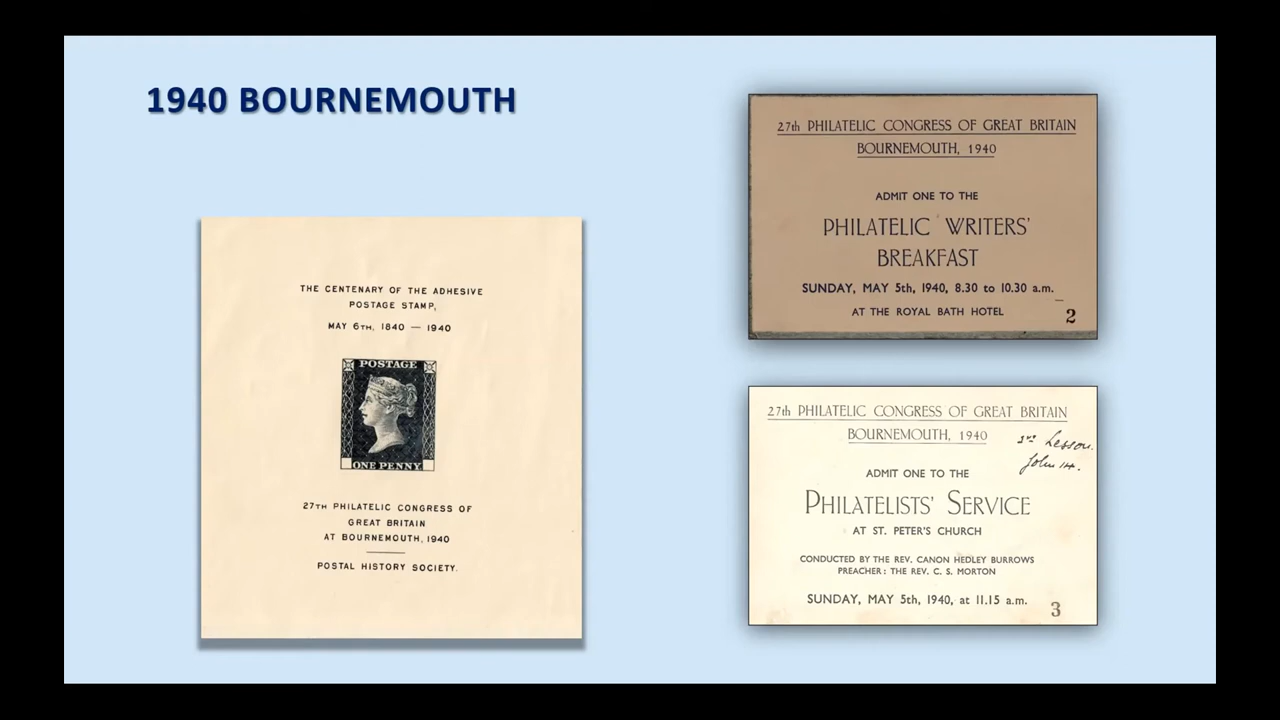 1940 BOURNEMOUTH
THE CENTENARY OF THE ADHESIVE
POSTAGE STAMP,
MAY 6TH, 1840 — 1940
POSTAGE
ONE PENNY
27TH PHILATELIC CONGRESS OF
GREAT BRITAIN
AT BOURNEMOUTH, 1940
POSTAL HISTORY SOCIETY.
27th PHILATELIC CONGRESS OF GREAT BRITAIN
BOURNEMOUTH, 1940
ADMIT ONE TO THE
PHILATELIC WRITERS'
BREAKFAST
SUNDAY, MAY 5th, 1940, 8.30 to 10.30 a.m.
AT THE ROYAL BATH HOTEL
2
27th PHILATELIC CONGRESS OF GREAT BRITAIN
BOURNEMOUTH, 1940
3rd Lesson.
John 14.
ADMIT ONE TO THE
PHILATELISTS' SERVICE
AT ST. PETER'S CHURCH
CONDUCTED BY THE REV. CANON HEDLEY BURROWS
PREACHER : THE REV. C. S. MORTON
SUNDAY, MAY 5th, 1940, at 11.15 a.m.
3